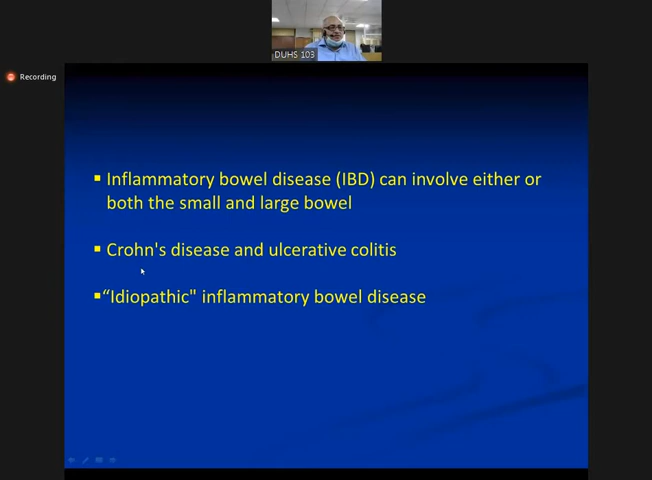 DUHS 103
Recording
▪ Inflammatory bowel disease (IBD) can involve either or
both the small and large bowel
▪ Crohn's disease and ulcerative colitis
▪“Idiopathic" inflammatory bowel disease